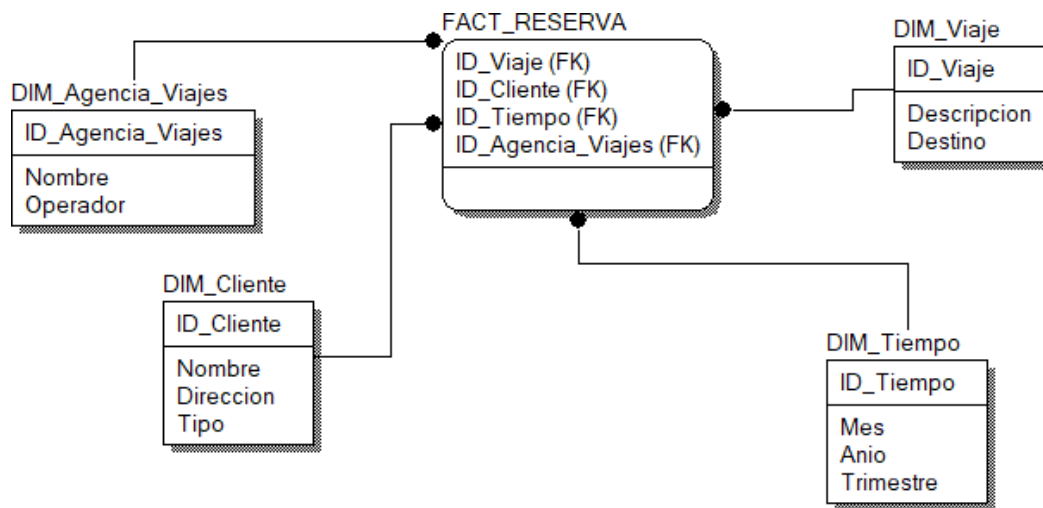 FACT_RESERVA
ID_Viaje (FK)
ID_Cliente (FK)
ID_Tiempo (FK)
ID_Agencia_Viajes (FK)
DIM_Viaje
ID_Viaje
Descripcion
Destino
DIM_Agencia_Viajes
ID_Agencia_Viajes
Nombre
Operador
DIM_Cliente
ID_Cliente
Nombre
Direccion
Tipo
DIM_Tiempo
ID_Tiempo
Mes
Anio
Trimestre